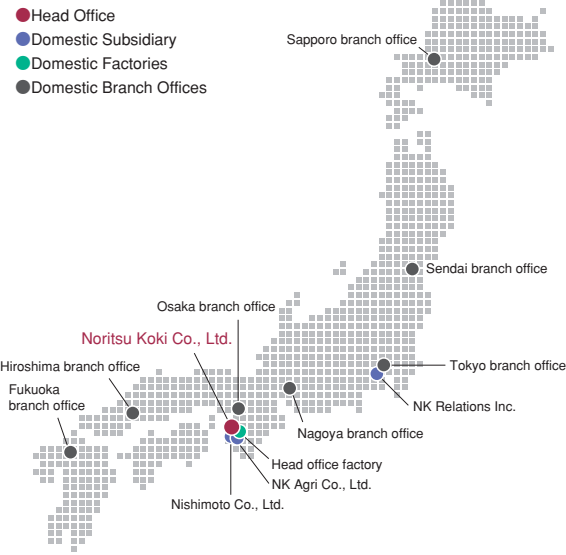 Head Office
Domestic Subsidiary
Domestic Factories
Domestic Branch Offices
Sapporo branch office
Sendai branch office
Osaka branch office
Noritsu Koki Co., Ltd.
Hiroshima branch office
Tokyo branch office
Fukuoka
branch office
NK Relations Inc.
Nagoya branch office
Head office factory
NK Agri Co., Ltd.
Nishimoto Co., Ltd.